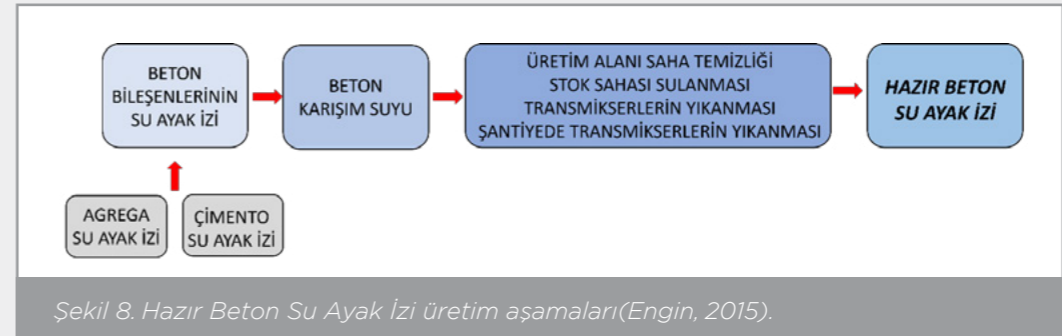 BETON
BİLEŞENLERİNİN
SU AYAK İZİ
BETON
KARIŞIM SUYU
ÜRETİM ALANI SAHA TEMİZLİĞİ
STOK SAHASI SULANMASI
TRANSMİKSERLERİN YIKANMASI
ŞANTİYEDE TRANSMİKSERLERİN YIKANMASI
HAZIR BETON
SU AYAK İZİ
AGREGA
SU AYAK İZİ
ÇİMENTO
SU AYAK İZİ
Şekil 8. Hazır Beton Su Ayak İzi üretim aşamaları(Engin, 2015).